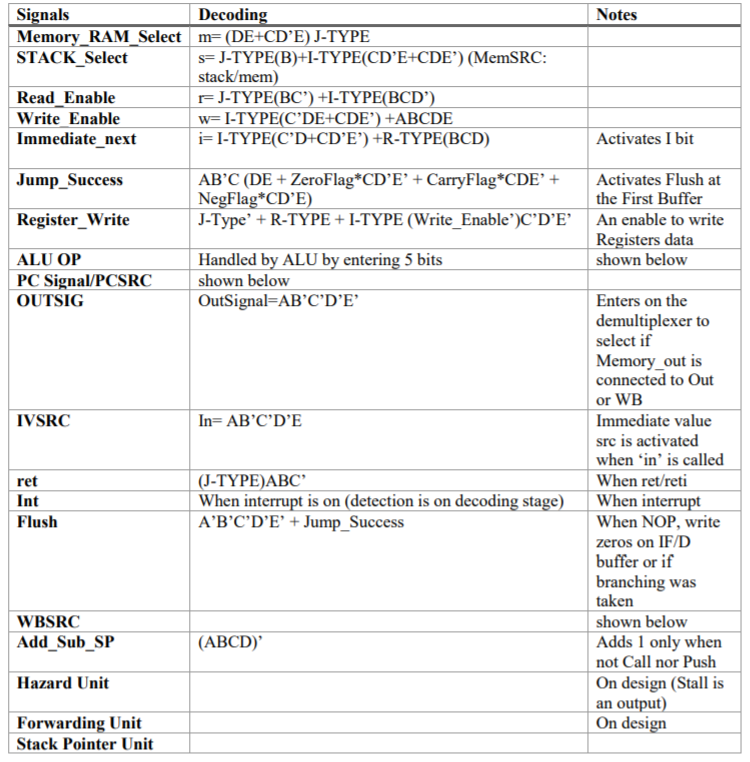 Signals Decoding Notes
Memory_RAM_Select m= (DE+CD’E) J-TYPE
STACK_Select s= J-TYPE(B)+I-TYPE(CD’E+CDE’) (MemSRC:
stack/mem)
Read_Enable r= J-TYPE(BC’) +I-TYPE(BCD’)
Write_Enable w= I-TYPE(C’DE+CDE’) +ABCDE
Immediate_next i= I-TYPE(C’D+CD’E’) +R-TYPE(BCD) Activates I bit
Jump_Success AB’C (DE + ZeroFlag*CD’E’ + CarryFlag*CDE’ + Activates Flush at
NegFlag*CD’E) the First Buffer
Register_Write J-Type’ + R-TYPE + I-TYPE (Write_Enable’)C’D’E’ An enable to write
Registers data
ALU OP Handled by ALU by entering 5 bits shown below
PC Signal/PCSRC shown below
OUTSIG OutSignal=AB’C’D’E’ Enters on the
demultiplexer to
select if
Memory_out is
connected to Out
or WB
IVSRC In= AB’C’D’E Immediate value
src is activated
when ‘in’ is called
ret (J-TYPE)ABC’ When ret/reti
Int When interrupt is on (detection is on decoding stage) When interrupt
Flush A’B’C’D’E’ + Jump_Success When NOP, write
zeros on IF/D
buffer or if
branching was
taken
WBSRC shown below
Add_Sub_SP (ABCD)’ Adds 1 only when
not Call nor Push
Hazard Unit On design (Stall is
an output)
Forwarding Unit On design
Stack Pointer Unit